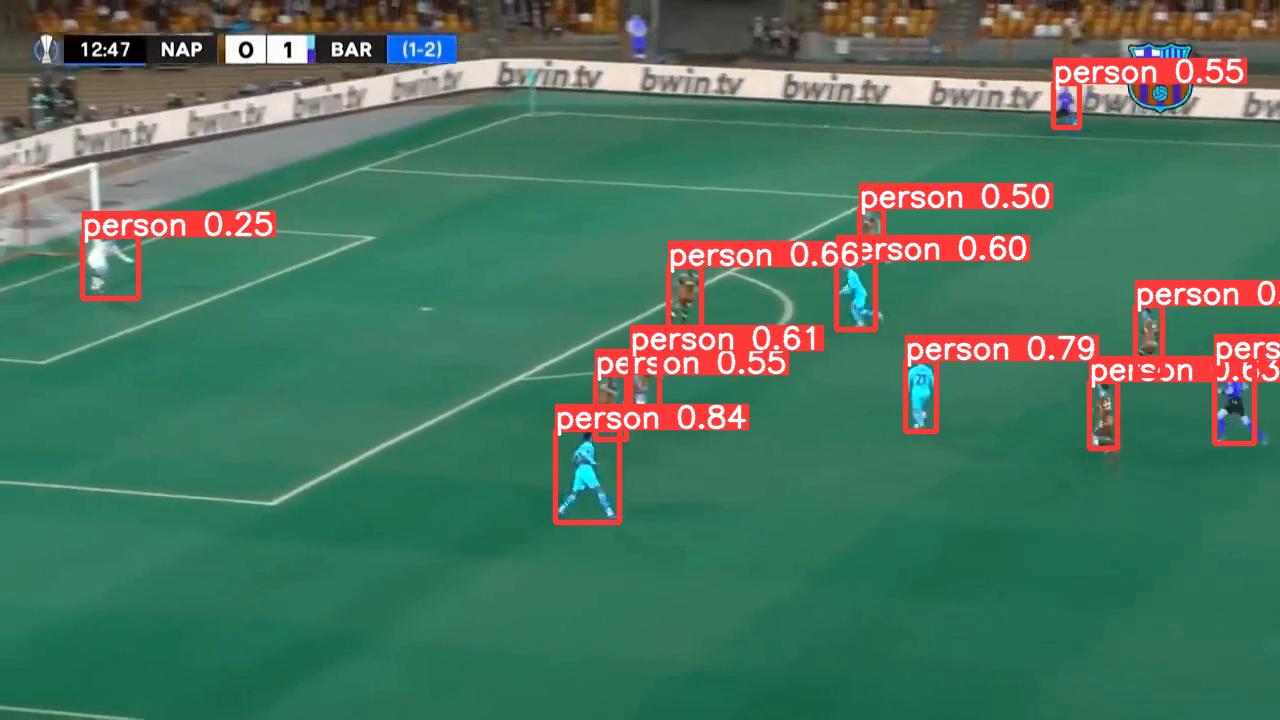 12:47 NAP 0 1 BAR (1-2)
bwin.tv bwin.tv bwin.tv bwin.tv
bwin.tv bwin.tv bwin.tv
person 0.55
person 0.50
person 0.25
person 0.66
erson 0.60
person 0.61
person 0.79
person 0.55
person 0.84
21